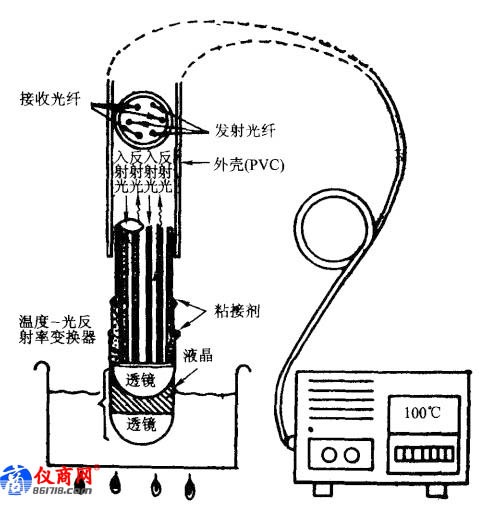 接收光纤
发射光纤
入反入反
射射射射
光光光光
外壳(PVC)
温度-光反
射率变换器
粘接剂
液晶
透镜
透镜
100℃
仪商网®
861718.com